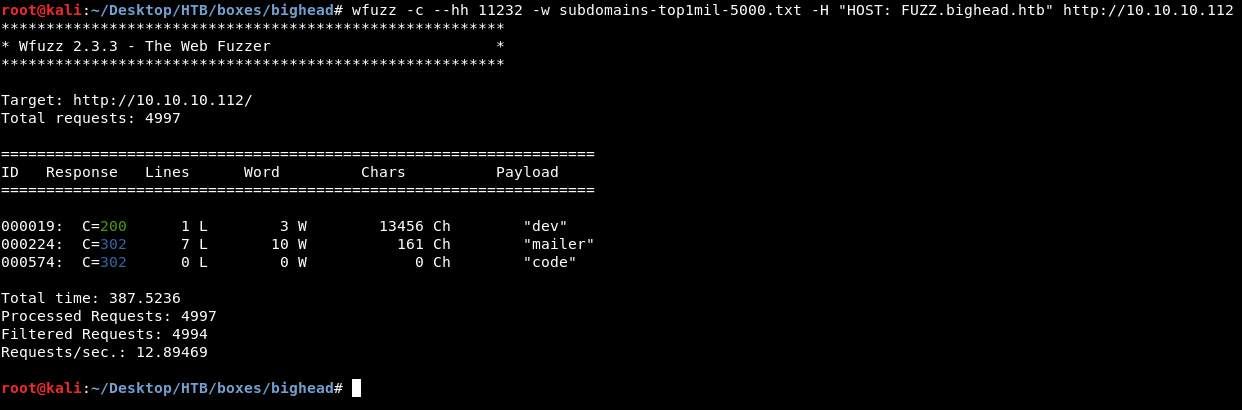 root@kali:~/Desktop/HTB/boxes/bighead# wfuzz -c --hh 11232 -w subdomains-top1mil-5000.txt -H "HOST: FUZZ.bighead.htb" http://10.10.10.112
********************************************************
* Wfuzz 2.3.3 - The Web Fuzzer                         *
********************************************************
Target: http://10.10.10.112/
Total requests: 4997
==================================================================
ID   Response   Lines      Word         Chars          Payload
==================================================================
000019:  C=200      1 L        3 W        13456 Ch        "dev"
000224:  C=302      7 L       10 W          161 Ch        "mailer"
000574:  C=302      0 L        0 W            0 Ch        "code"
Total time: 387.5236
Processed Requests: 4997
Filtered Requests: 4994
Requests/sec.: 12.89469
root@kali:~/Desktop/HTB/boxes/bighead#